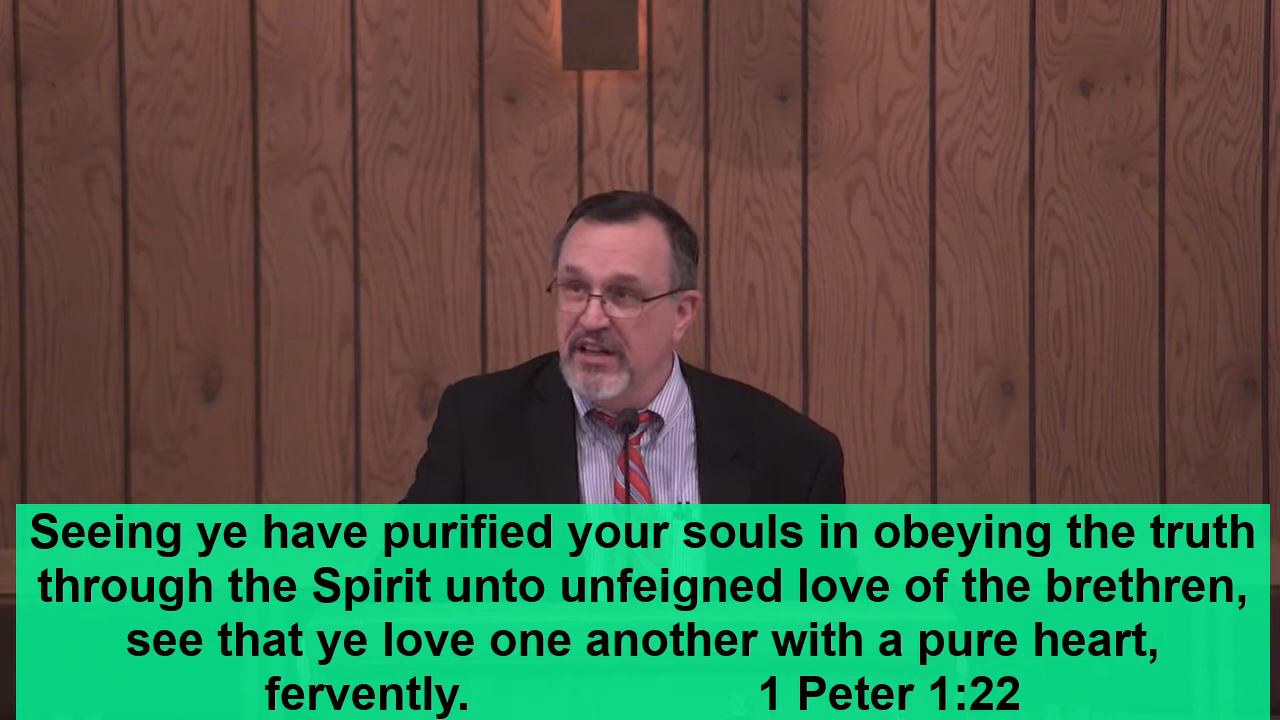 Seeing ye have purified your souls in obeying the truth
through the Spirit unto unfeigned love of the brethren,
see that ye love one another with a pure heart,
fervently. 1 Peter 1:22